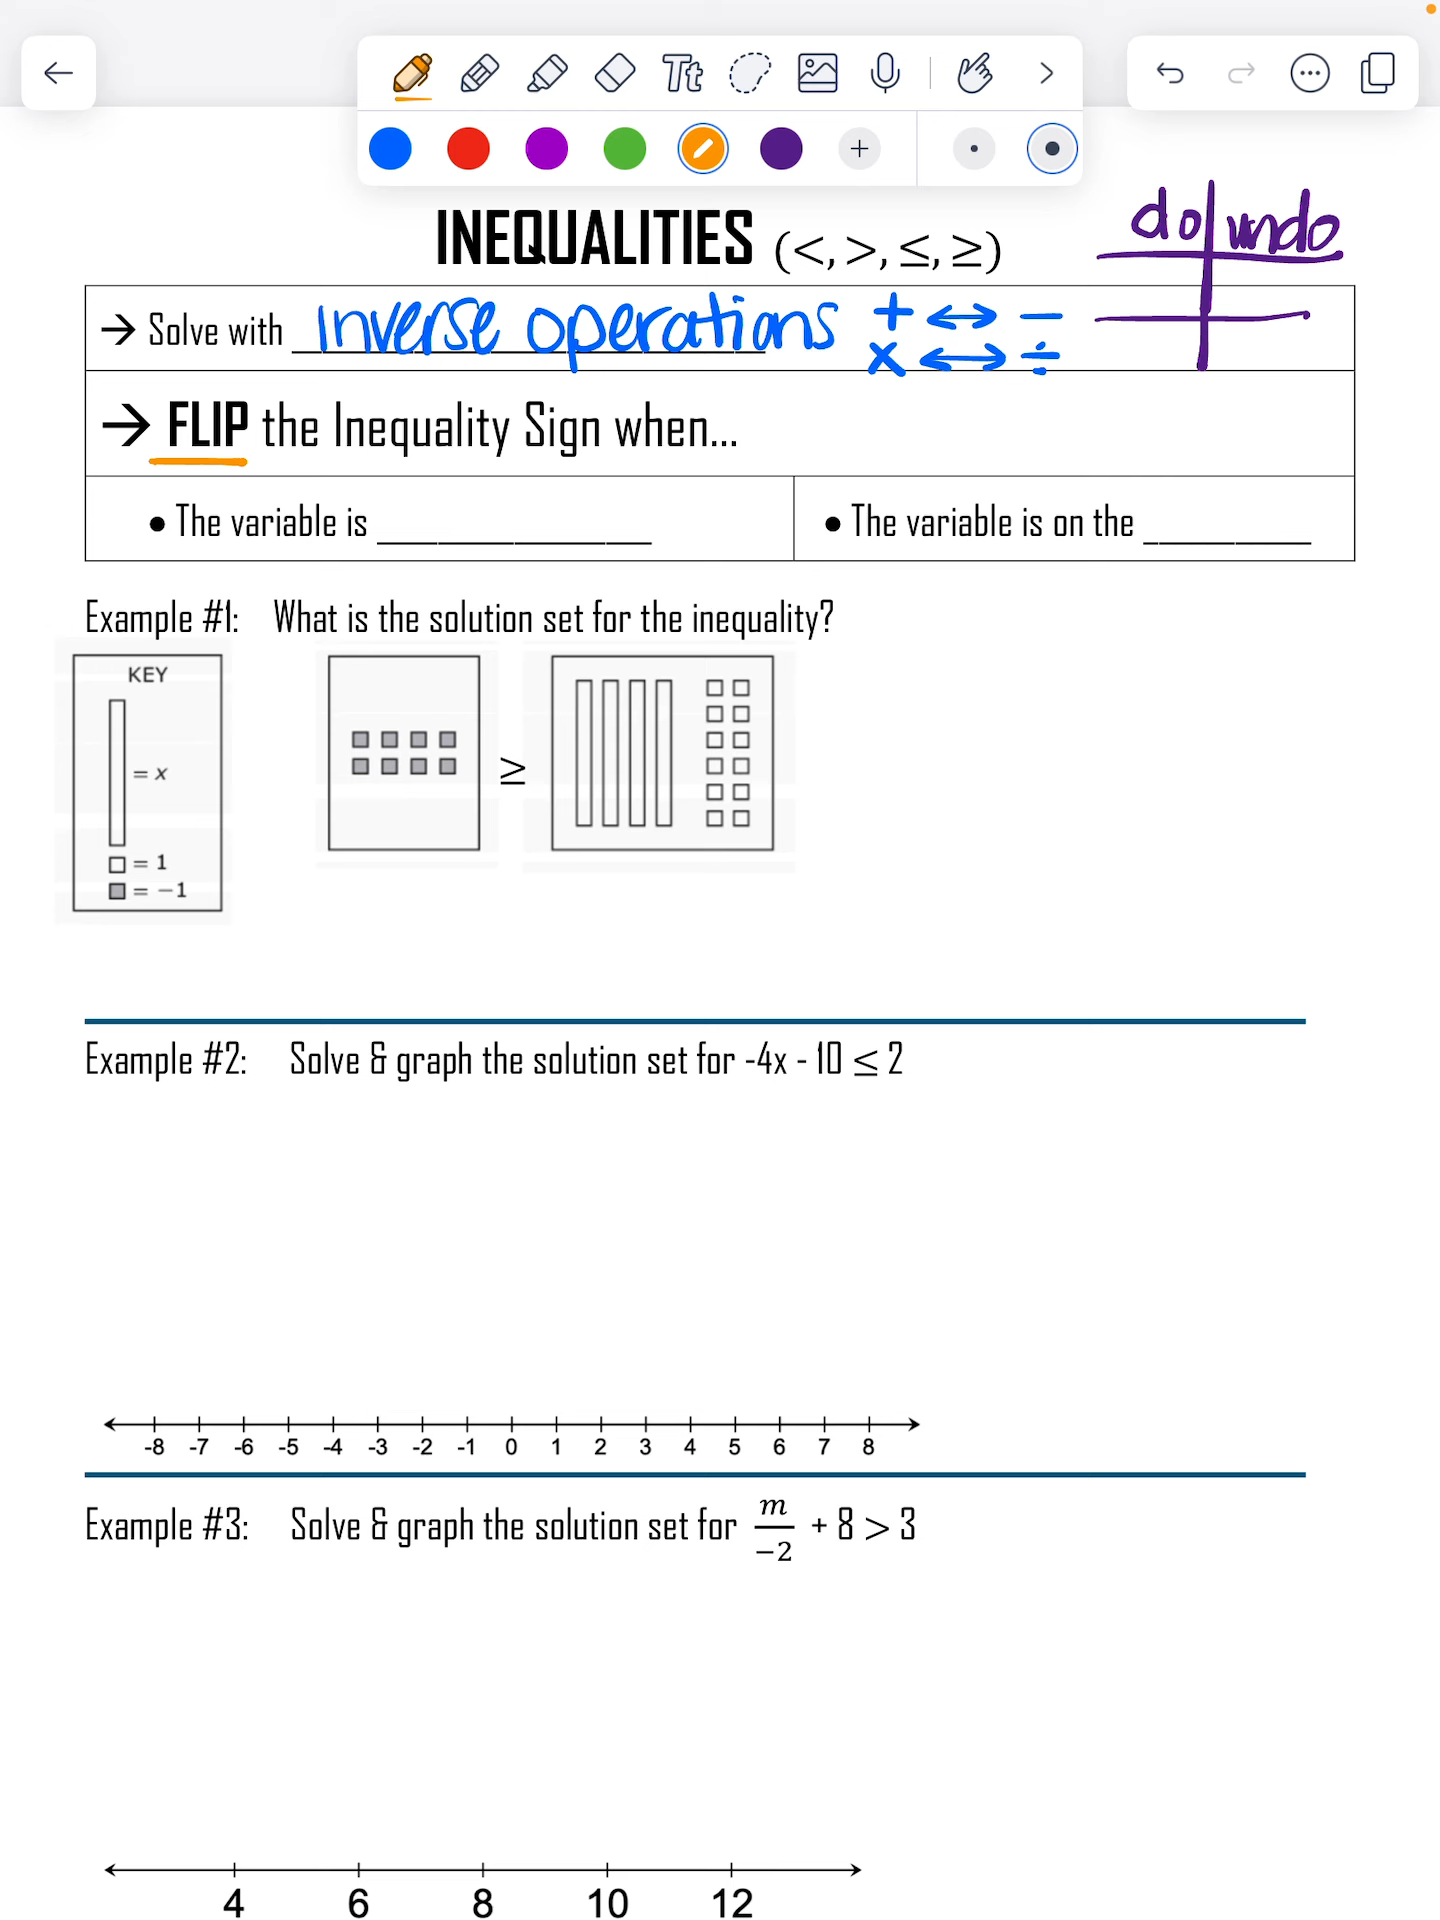 Tt
INEQUALITIES (<, >, ≤, ≥)
do undo
→ Solve with inverse operations + ↔ −
x ↔ ÷
→ FLIP the Inequality Sign when...
• The variable is ____________
• The variable is on the ________
Example #1: What is the solution set for the inequality?
KEY
= x
= 1
= −1
≥
Example #2: Solve & graph the solution set for -4x - 10 ≤ 2
-8 -7 -6 -5 -4 -3 -2 -1 0 1 2 3 4 5 6 7 8
Example #3: Solve & graph the solution set for m/−2 + 8 > 3
4 6 8 10 12